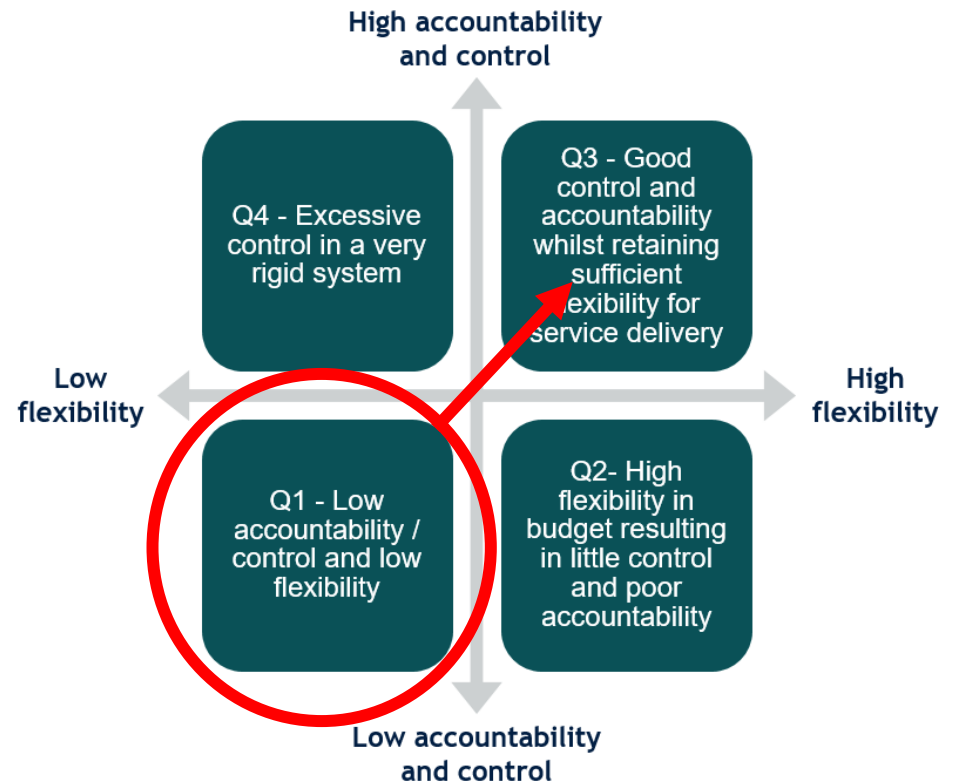 High accountability
and control
Q4 - Excessive
control in a very
rigid system
Q3 - Good
control and
accountability
whilst retaining
sufficient
lexibility for
service delivery
Low
flexibility
High
flexibility
Q1 - Low
accountability /
control and low
flexibility
Q2- High
flexibility in
budget resulting
in little control
and poor
accountability
Low accountability
and control